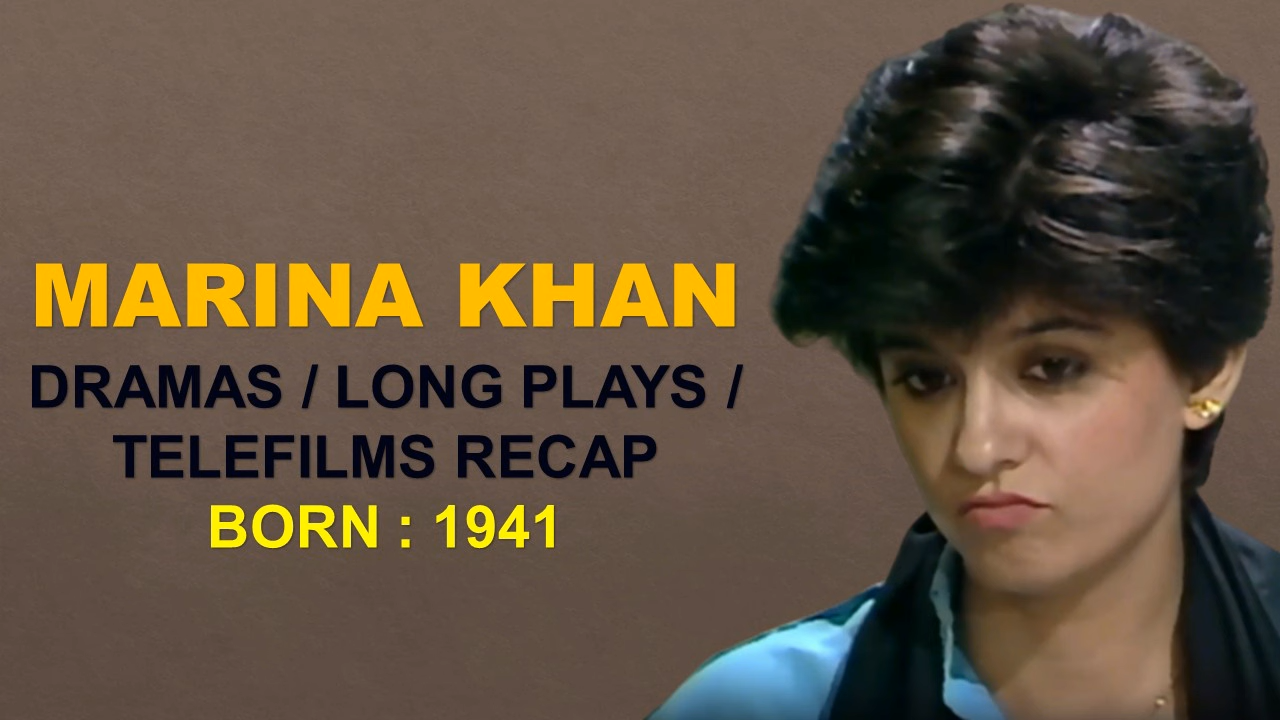 MARINA KHAN
DRAMAS / LONG PLAYS /
TELEFILMS RECAP
BORN : 1941